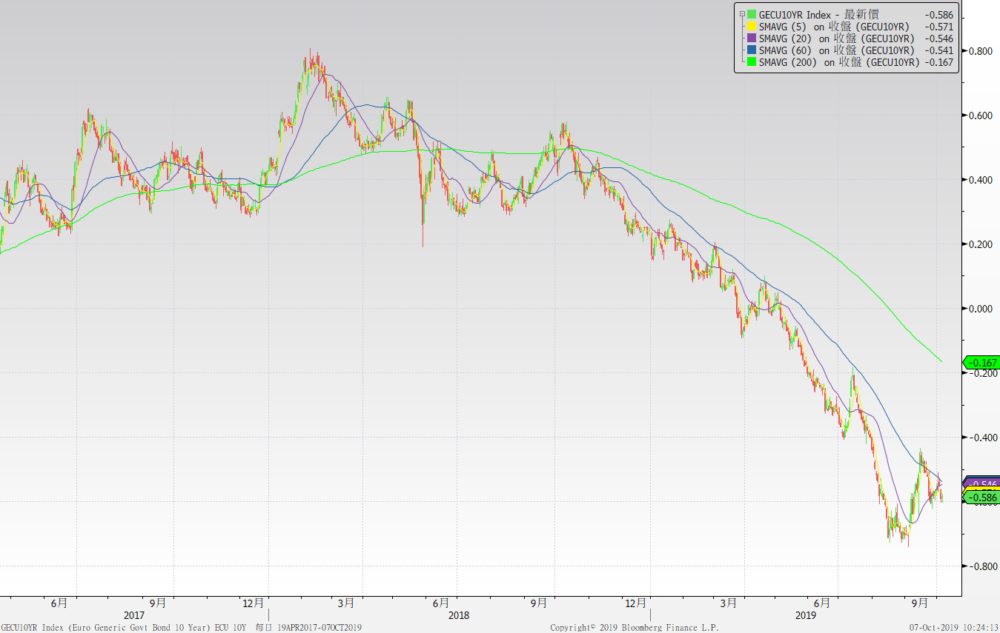 GECU10YR Index - 最新價 -0.586
SMAVG (5) on 收盤 (GECU10YR) -0.571
SMAVG (20) on 收盤 (GECU10YR) -0.546
SMAVG (60) on 收盤 (GECU10YR) -0.541
SMAVG (200) on 收盤 (GECU10YR) -0.167
0.800
0.600
0.400
0.200
0.000
-0.167
-0.200
-0.400
-0.546
-0.586
-0.800
6月 9月 12月 3月 6月 9月 12月 3月 6月 9月
2017 2018 2019
GECU10YR Index (Euro Generic Govt Bond 10 Year) ECU 10Y 每日 19APR2017-07OCT2019 Copyright© 2019 Bloomberg Finance L.P. 07-Oct-2019 10:24:13